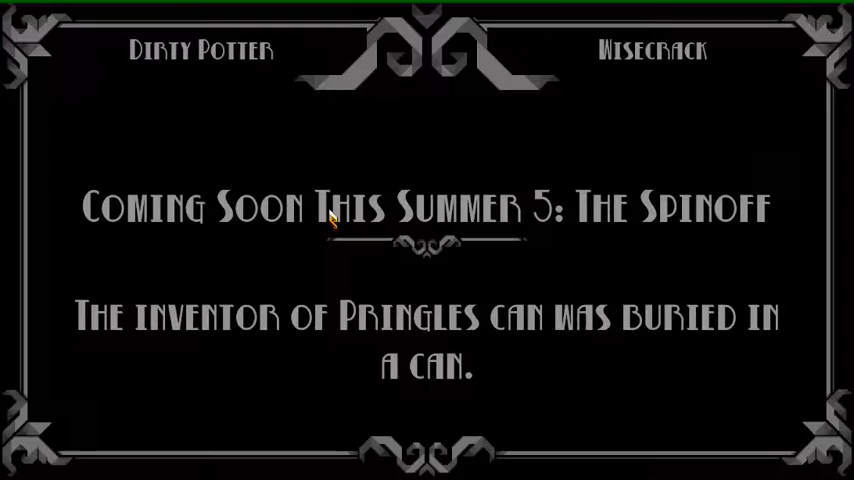 Dirty Potter
Wisecrack
Coming Soon This Summer 5: The Spinoff
The inventor of Pringles can was buried in
a can.